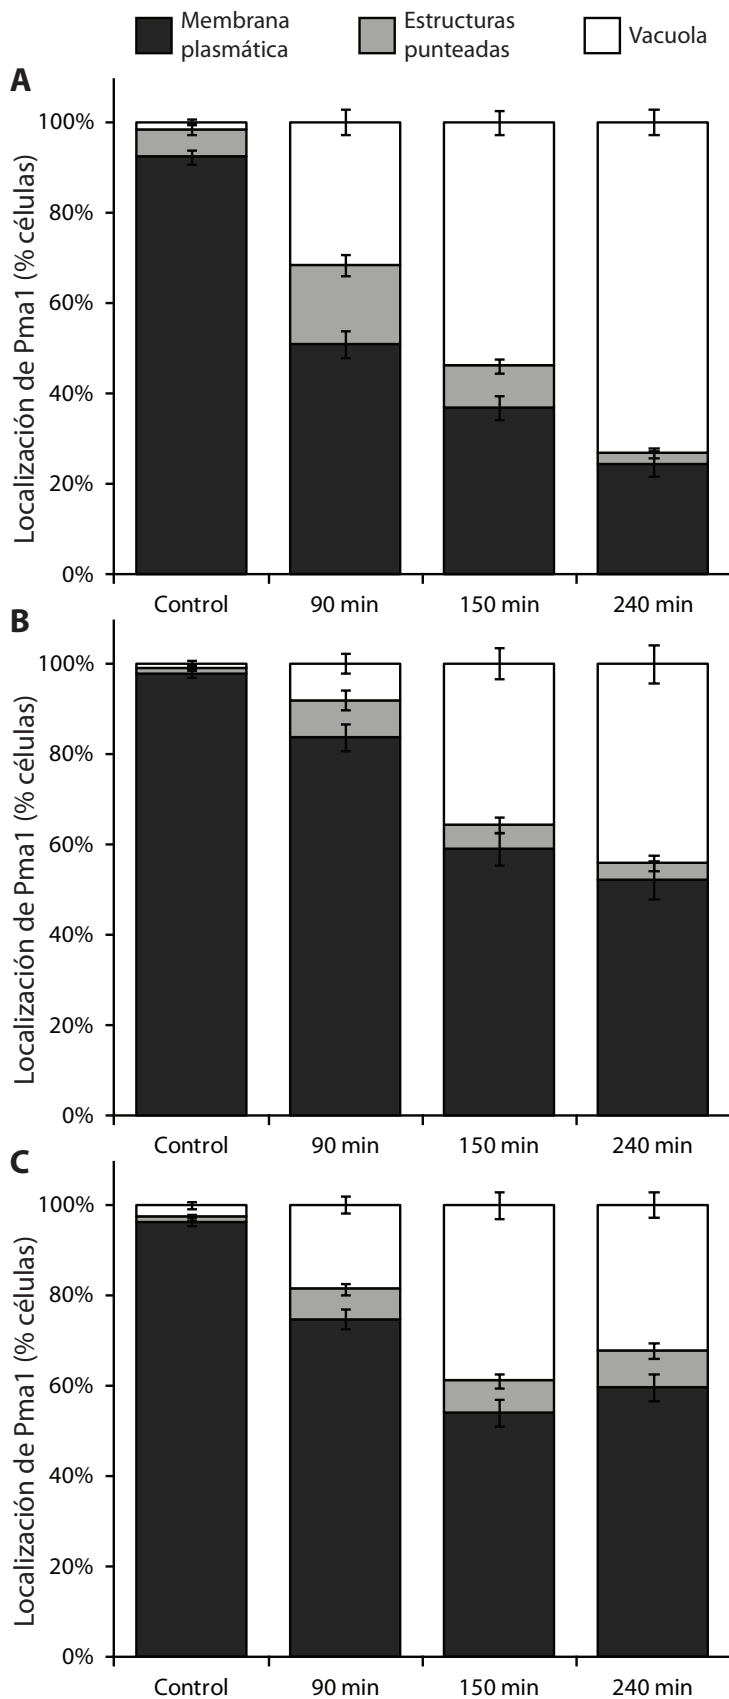 Membrana
plasmática
Estructuras
punteadas
Vacuola
A
Localización de Pma1 (% células)
100%
80%
60%
40%
20%
0%
Control
90 min
150 min
240 min
B
Localización de Pma1 (% células)
100%
80%
60%
40%
20%
0%
Control
90 min
150 min
240 min
C
Localización de Pma1 (% células)
100%
80%
60%
40%
20%
0%
Control
90 min
150 min
240 min